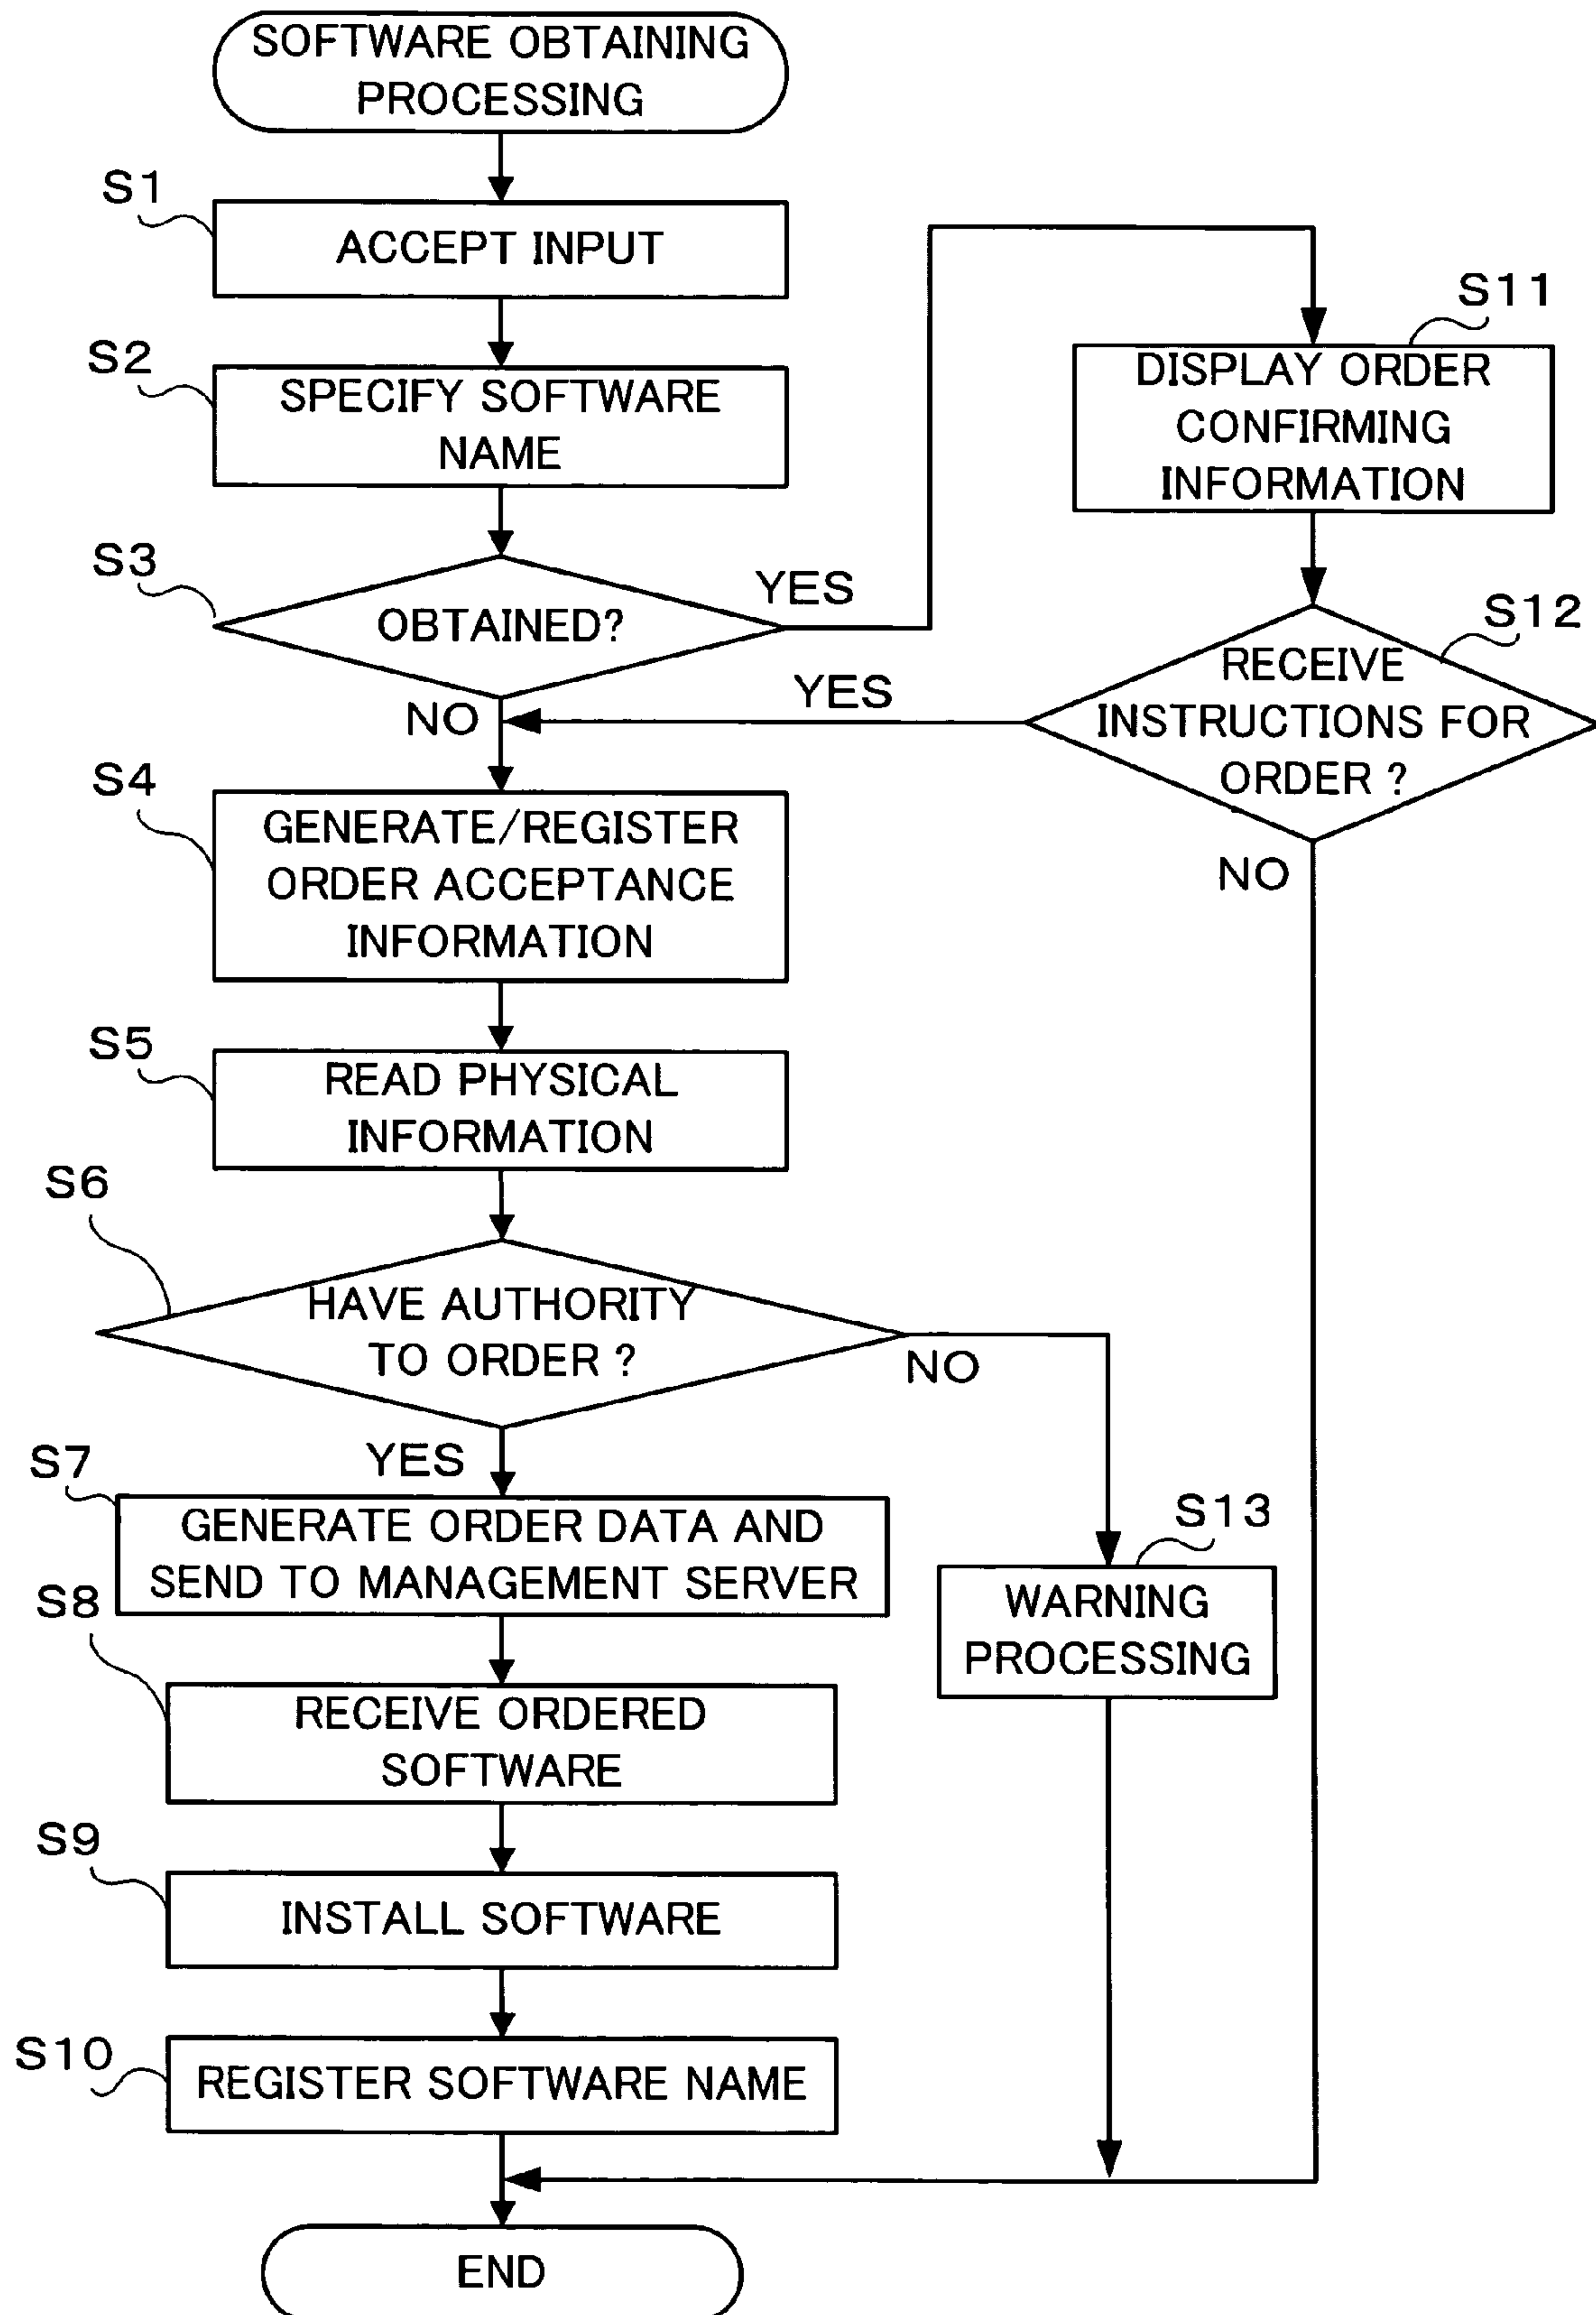 SOFTWARE OBTAINING
PROCESSING
S1
ACCEPT INPUT
S2
SPECIFY SOFTWARE
NAME
S3
OBTAINED?
YES
NO
S11
DISPLAY ORDER
CONFIRMING
INFORMATION
S12
RECEIVE
INSTRUCTIONS FOR
ORDER ?
YES
NO
S4
GENERATE/REGISTER
ORDER ACCEPTANCE
INFORMATION
S5
READ PHYSICAL
INFORMATION
S6
HAVE AUTHORITY
TO ORDER ?
NO
YES
S7
GENERATE ORDER DATA AND
SEND TO MANAGEMENT SERVER
S13
WARNING
PROCESSING
S8
RECEIVE ORDERED
SOFTWARE
S9
INSTALL SOFTWARE
S10
REGISTER SOFTWARE NAME
END